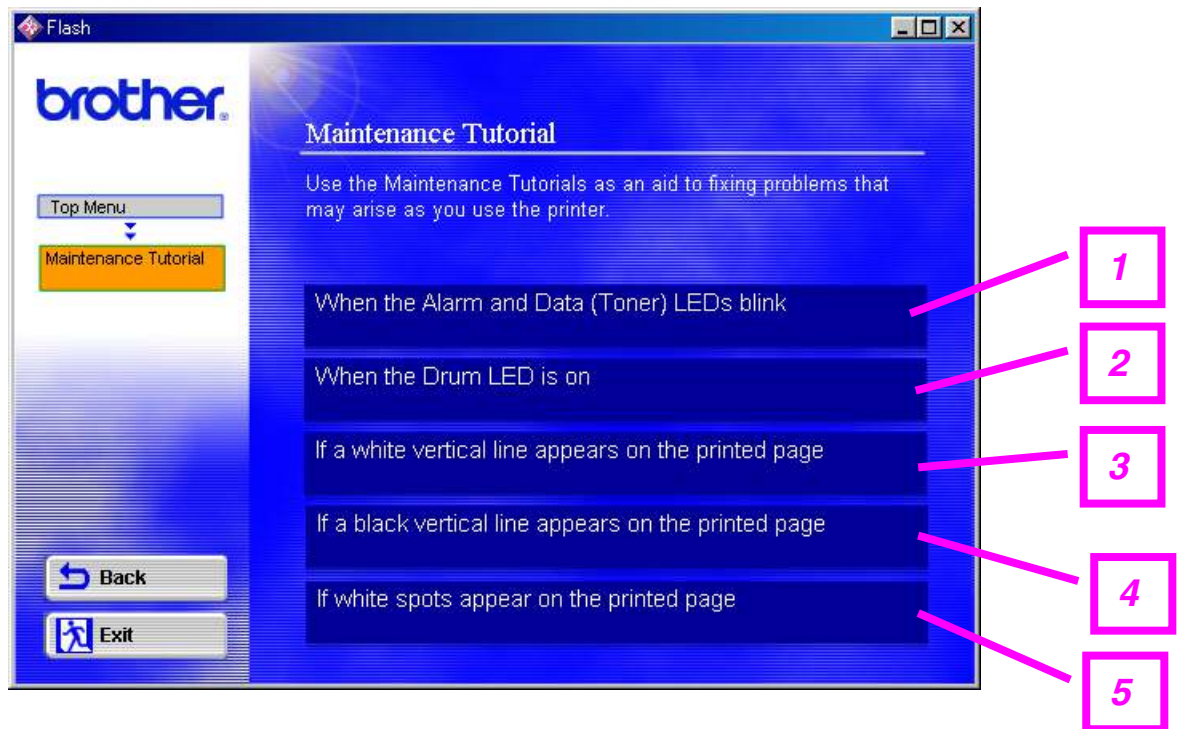 Flash
brother®
Top Menu
Maintenance Tutorial
Back
Exit
Maintenance Tutorial
Use the Maintenance Tutorials as an aid to fixing problems that
may arise as you use the printer.
When the Alarm and Data (Toner) LEDs blink
When the Drum LED is on
If a white vertical line appears on the printed page
If a black vertical line appears on the printed page
If white spots appear on the printed page
1
2
3
4
5